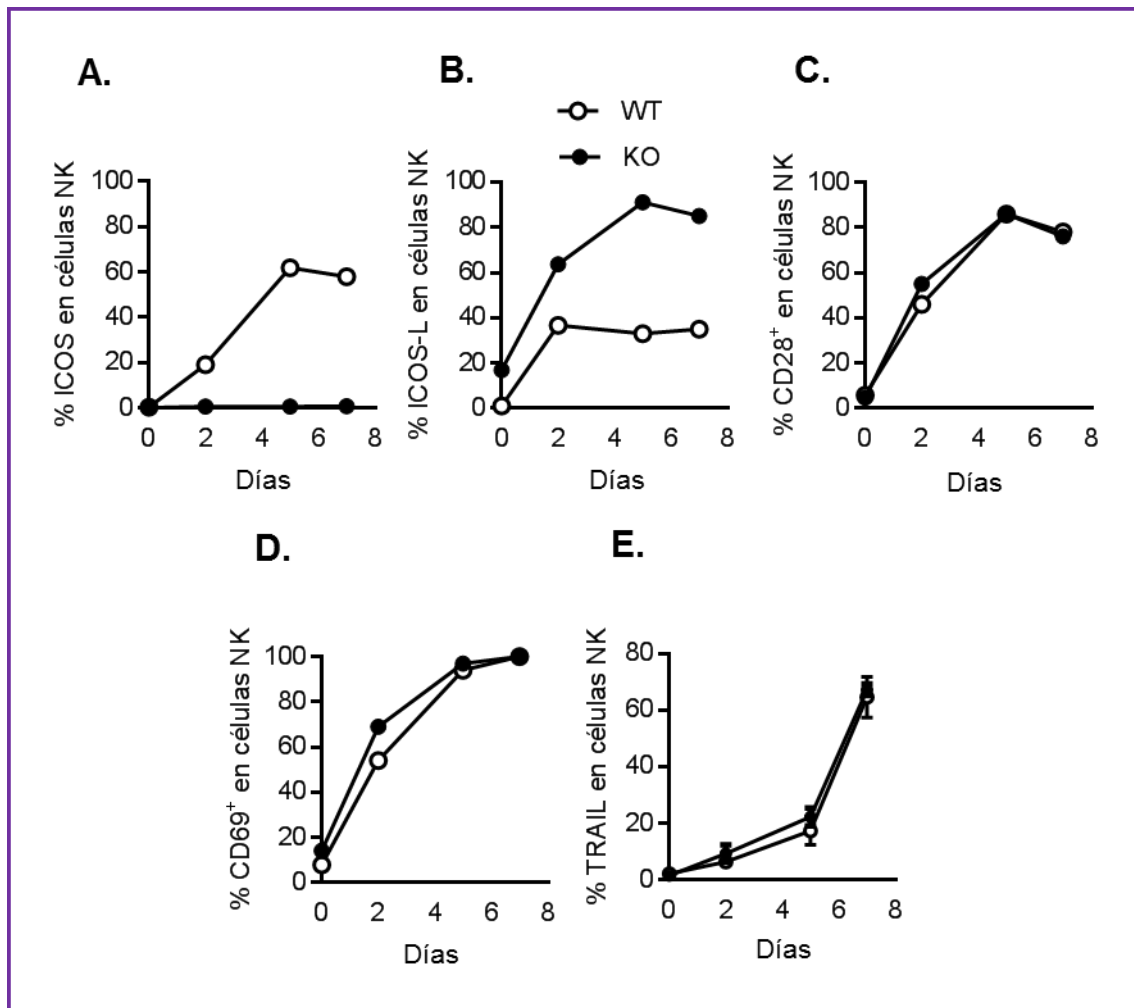 A.
B.
C.
WT
KO
% ICOS en células NK
100
80
60
40
20
0
0 2 4 6 8
Días
% ICOS-L en células NK
100
80
60
40
20
0
0 2 4 6 8
Días
% CD28⁺ en células NK
100
80
60
40
20
0
0 2 4 6 8
Días
D.
E.
% CD69⁺ en células NK
100
80
60
40
20
0
0 2 4 6 8
Días
% TRAIL en células NK
80
60
40
20
0
0 2 4 6 8
Días